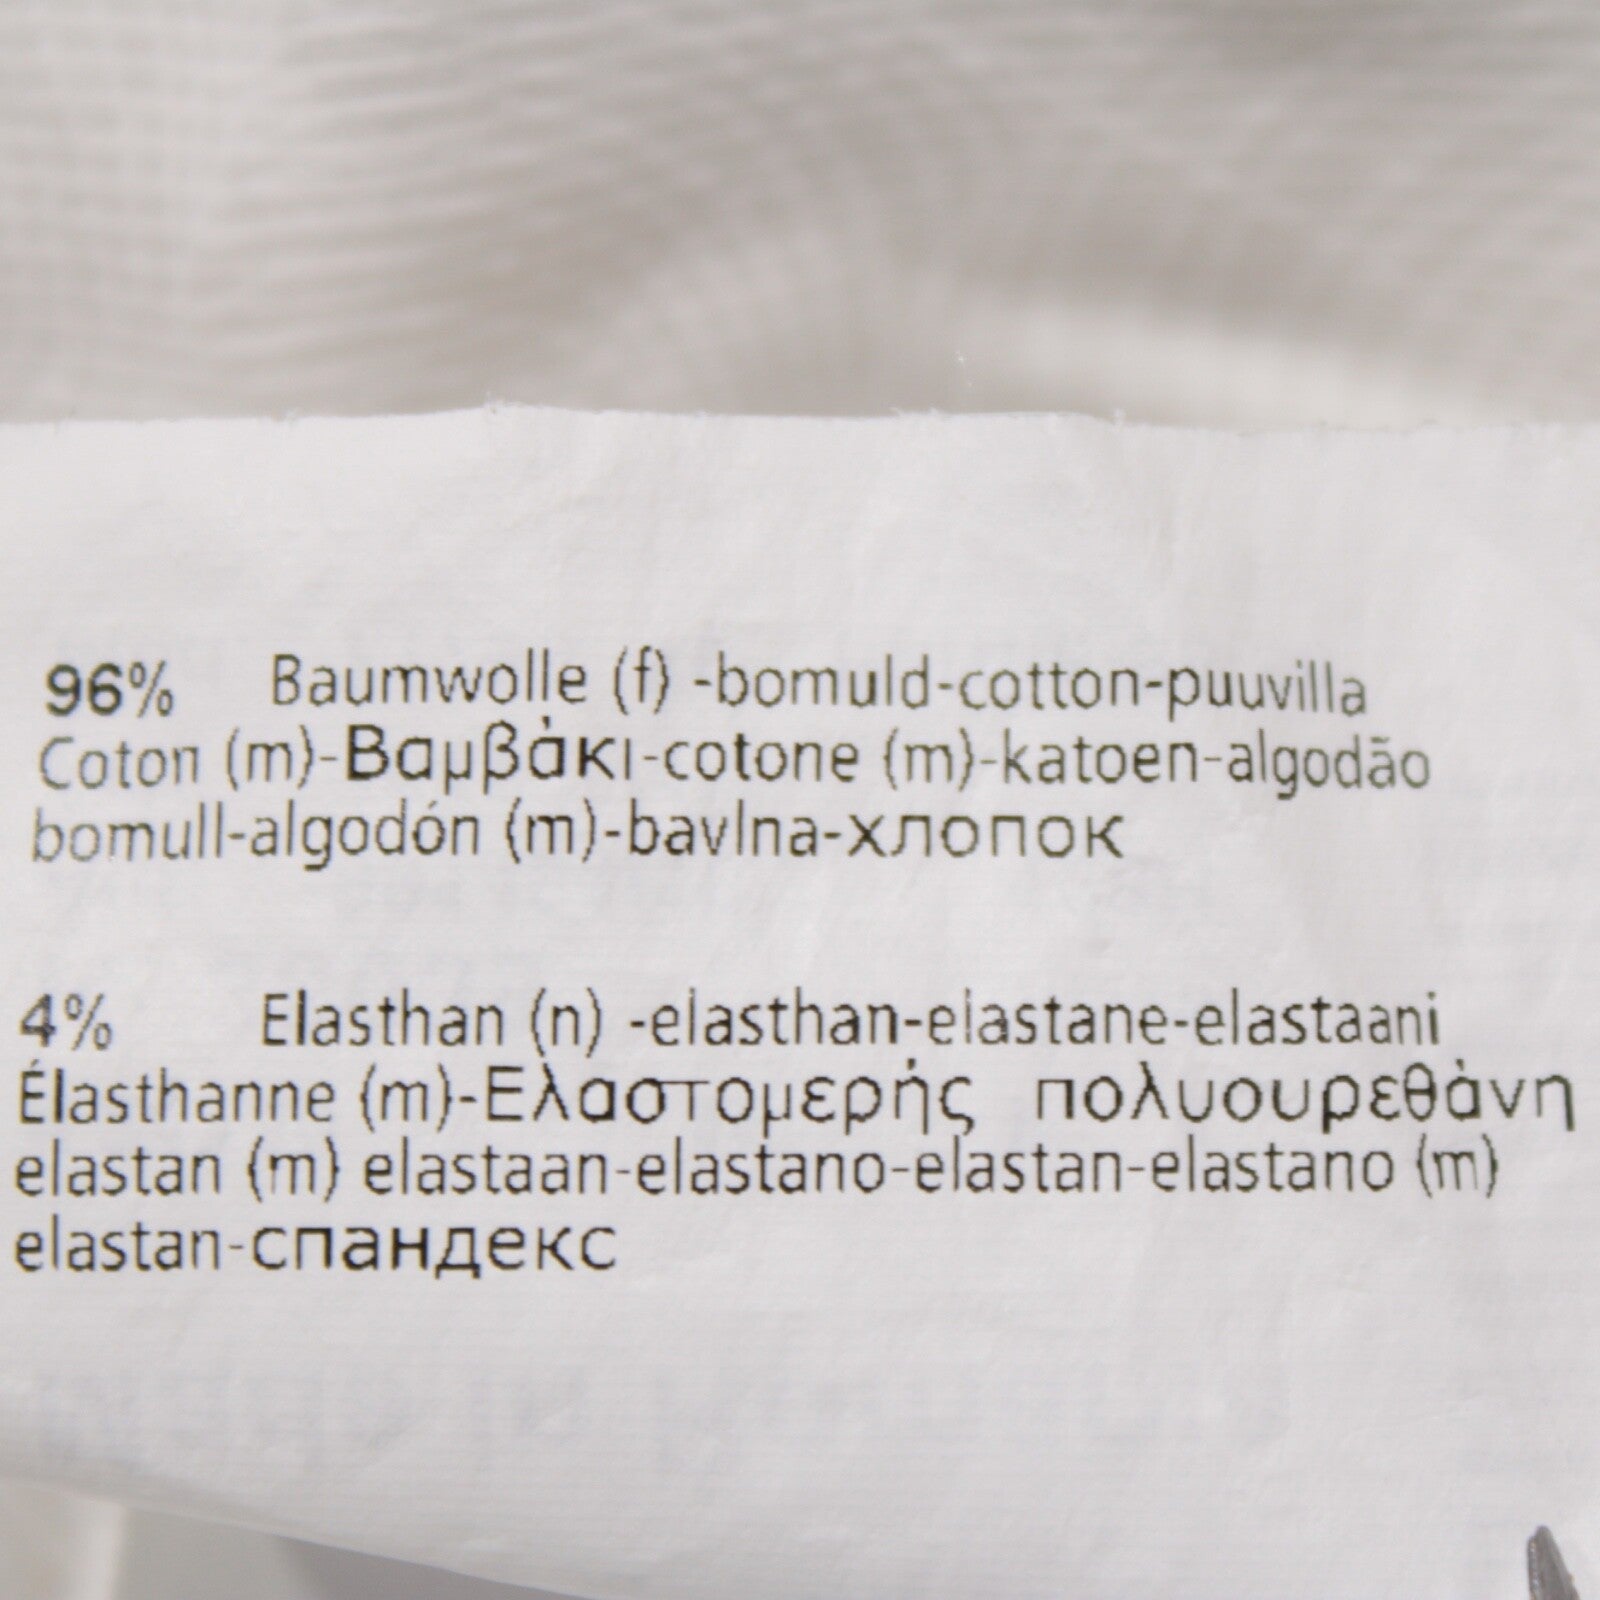 96% Baumwolle (f) -bomuld-cotton-puuvilla
Coton (m)-Βαμβάκι-cotone (m)-katoen-algodão
bomull-algodón (m)-bavlna-хлопок
4% Elasthan (n) -elasthan-elastane-elastaani
Élasthanne (m)-Ελαστομερής πολυουρεθάνη
elastan (m) elastaan-elastano-elastan-elastano (m)
elastan-спандекс